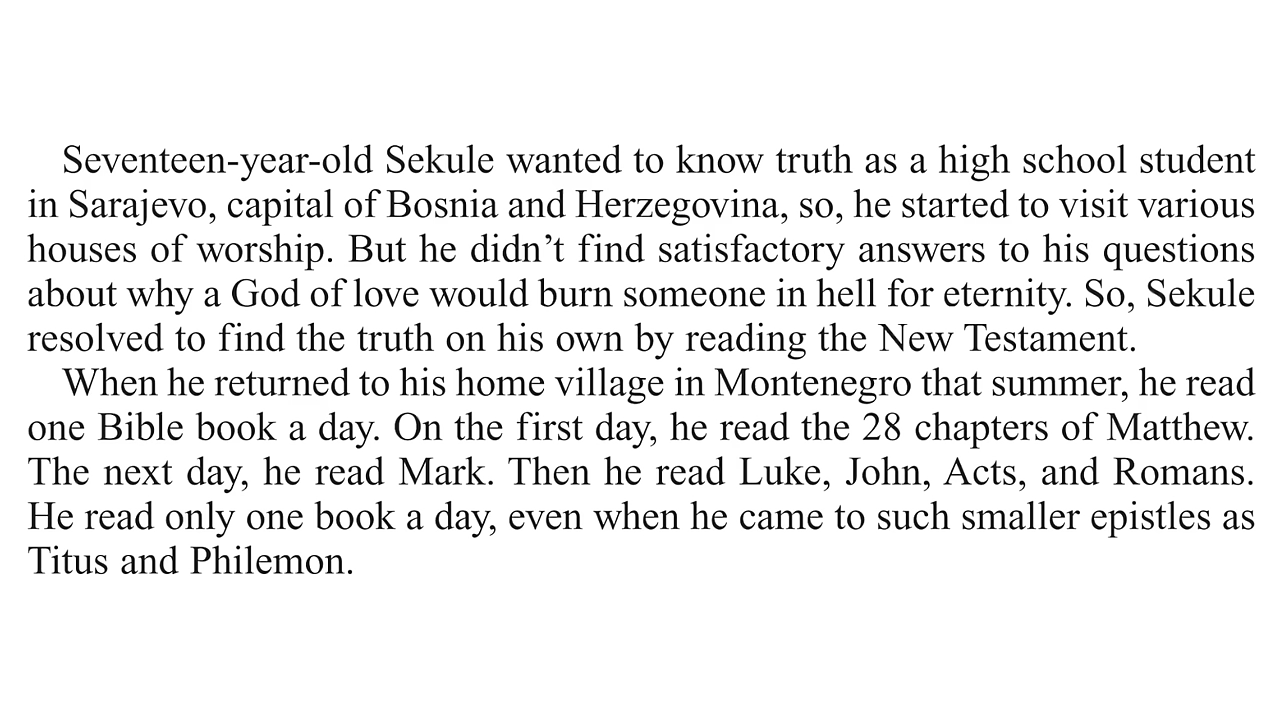 Seventeen-year-old Sekule wanted to know truth as a high school student
in Sarajevo, capital of Bosnia and Herzegovina, so, he started to visit various
houses of worship. But he didn’t find satisfactory answers to his questions
about why a God of love would burn someone in hell for eternity. So, Sekule
resolved to find the truth on his own by reading the New Testament.
When he returned to his home village in Montenegro that summer, he read
one Bible book a day. On the first day, he read the 28 chapters of Matthew.
The next day, he read Mark. Then he read Luke, John, Acts, and Romans.
He read only one book a day, even when he came to such smaller epistles as
Titus and Philemon.